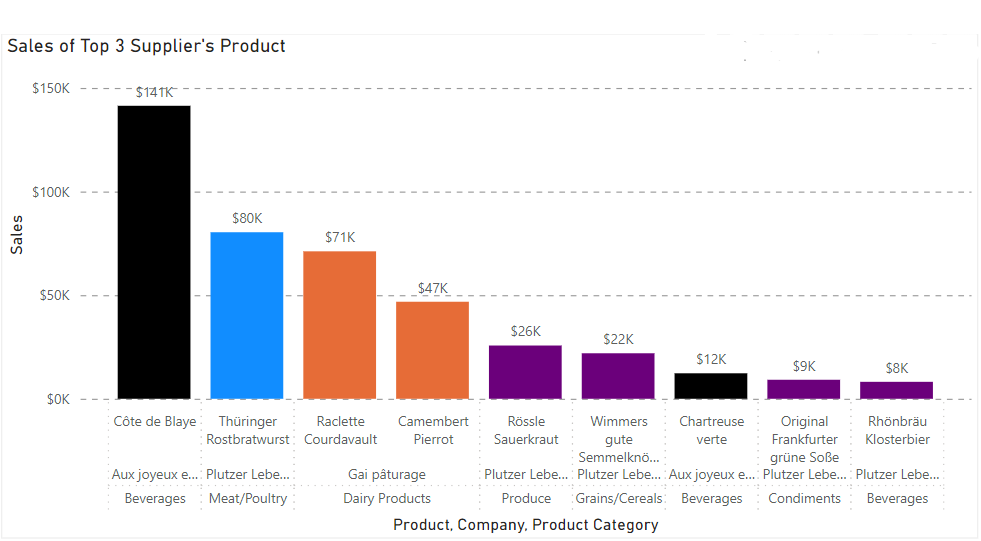 Sales of Top 3 Supplier's Product
$150K
$141K
$100K
$80K
$71K
Sales
$50K
$47K
$26K
$22K
$12K
$9K
$8K
$0K
Côte de Blaye Thüringer Raclette Camembert Rössle Wimmers Chartreuse Original Rhönbräu
Rostbratwurst Courdavault Pierrot Sauerkraut gute verte Frankfurter Klosterbier
Semmelknö... grüne Soße
Aux joyeux e... Plutzer Lebe... Gai pâturage Plutzer Lebe... Plutzer Lebe... Aux joyeux e... Plutzer Lebe... Plutzer Lebe...
Beverages Meat/Poultry Dairy Products Produce Grains/Cereals Beverages Condiments Beverages
Product, Company, Product Category